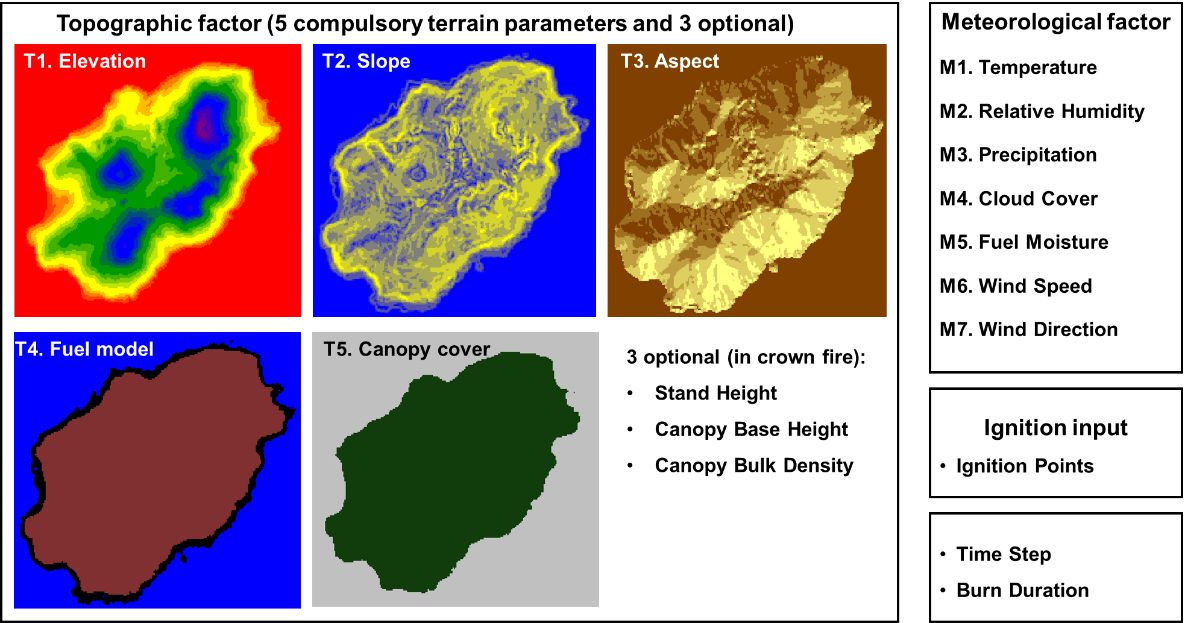 Topographic factor (5 compulsory terrain parameters and 3 optional)
T1. Elevation
T2. Slope
T3. Aspect
T4. Fuel model
T5. Canopy cover
3 optional (in crown fire):
• Stand Height
• Canopy Base Height
• Canopy Bulk Density
Meteorological factor
M1. Temperature
M2. Relative Humidity
M3. Precipitation
M4. Cloud Cover
M5. Fuel Moisture
M6. Wind Speed
M7. Wind Direction
Ignition input
• Ignition Points
• Time Step
• Burn Duration